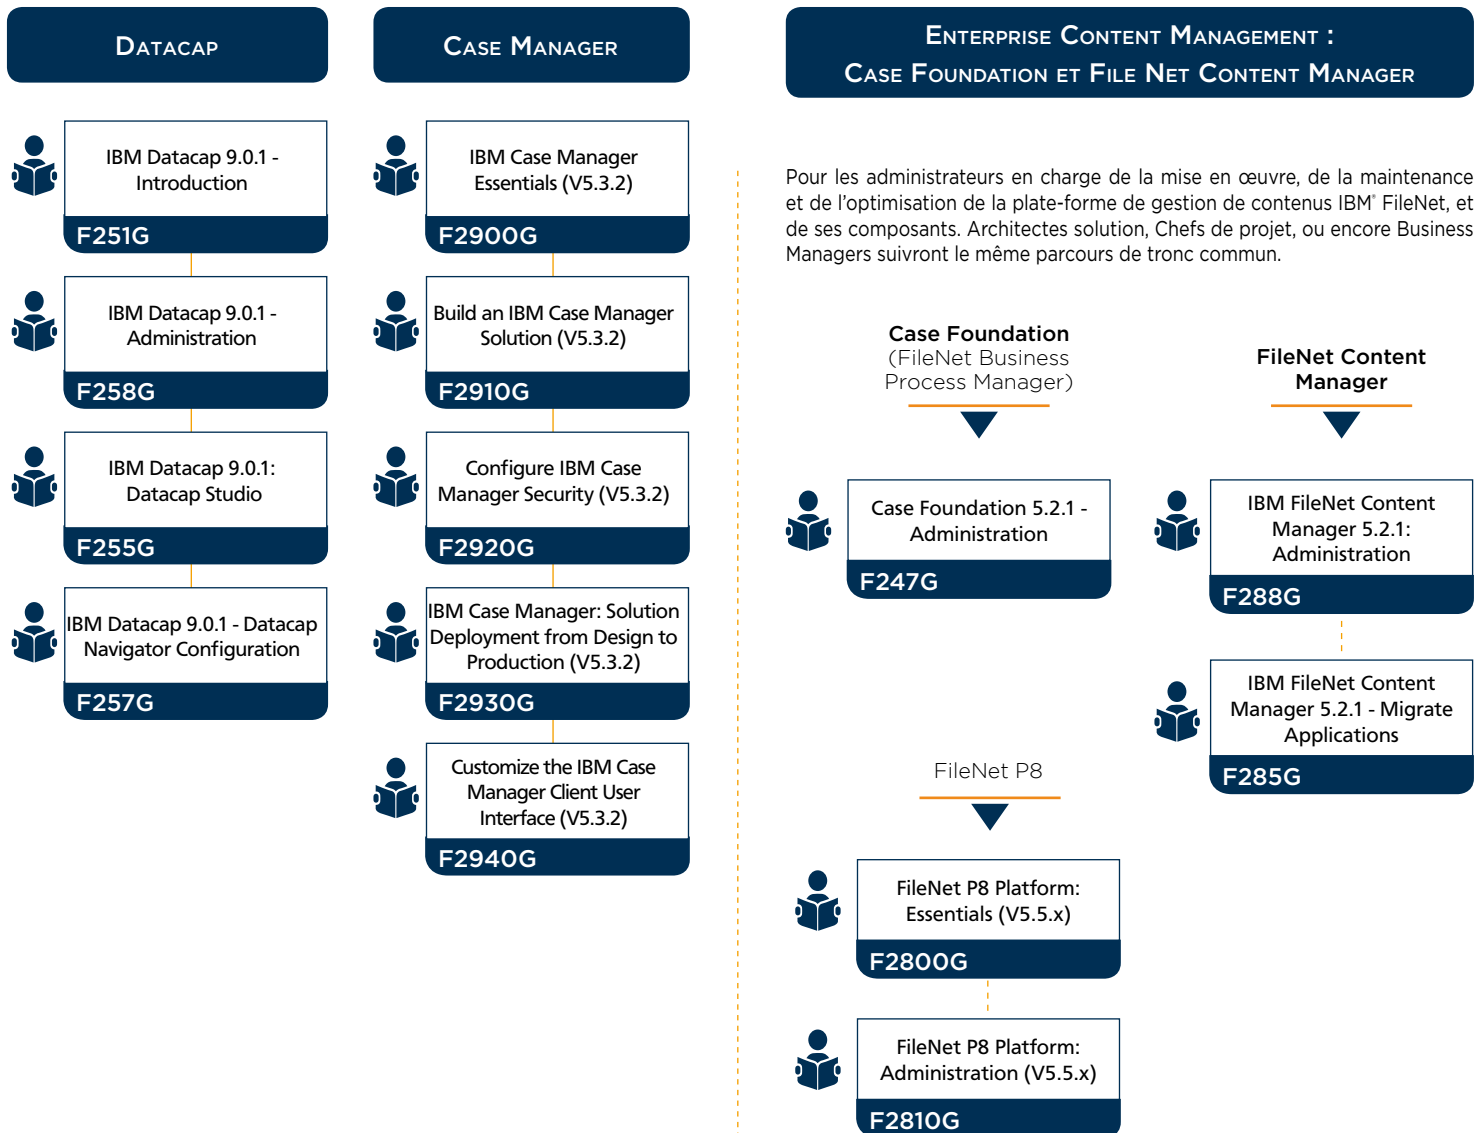 Datacap
IBM Datacap 9.0.1 -
Introduction
F251G
IBM Datacap 9.0.1 -
Administration
F258G
IBM Datacap 9.0.1:
Datacap Studio
F255G
IBM Datacap 9.0.1 - Datacap
Navigator Configuration
F257G
Case Manager
IBM Case Manager
Essentials (V5.3.2)
F2900G
Build an IBM Case Manager
Solution (V5.3.2)
F2910G
Configure IBM Case
Manager Security (V5.3.2)
F2920G
IBM Case Manager: Solution
Deployment from Design to
Production (V5.3.2)
F2930G
Customize the IBM Case
Manager Client User
Interface (V5.3.2)
F2940G
Enterprise Content Management :
Case Foundation et File Net Content Manager
Pour les administrateurs en charge de la mise en œuvre, de la maintenance
et de l'optimisation de la plate-forme de gestion de contenus IBM® FileNet, et
de ses composants. Architectes solution, Chefs de projet, ou encore Business
Managers suivront le même parcours de tronc commun.
Case Foundation
(FileNet Business
Process Manager)
Case Foundation 5.2.1 -
Administration
F247G
FileNet Content
Manager
IBM FileNet Content
Manager 5.2.1:
Administration
F288G
IBM FileNet Content
Manager 5.2.1 - Migrate
Applications
F285G
FileNet P8
FileNet P8 Platform:
Essentials (V5.5.x)
F2800G
FileNet P8 Platform:
Administration (V5.5.x)
F2810G